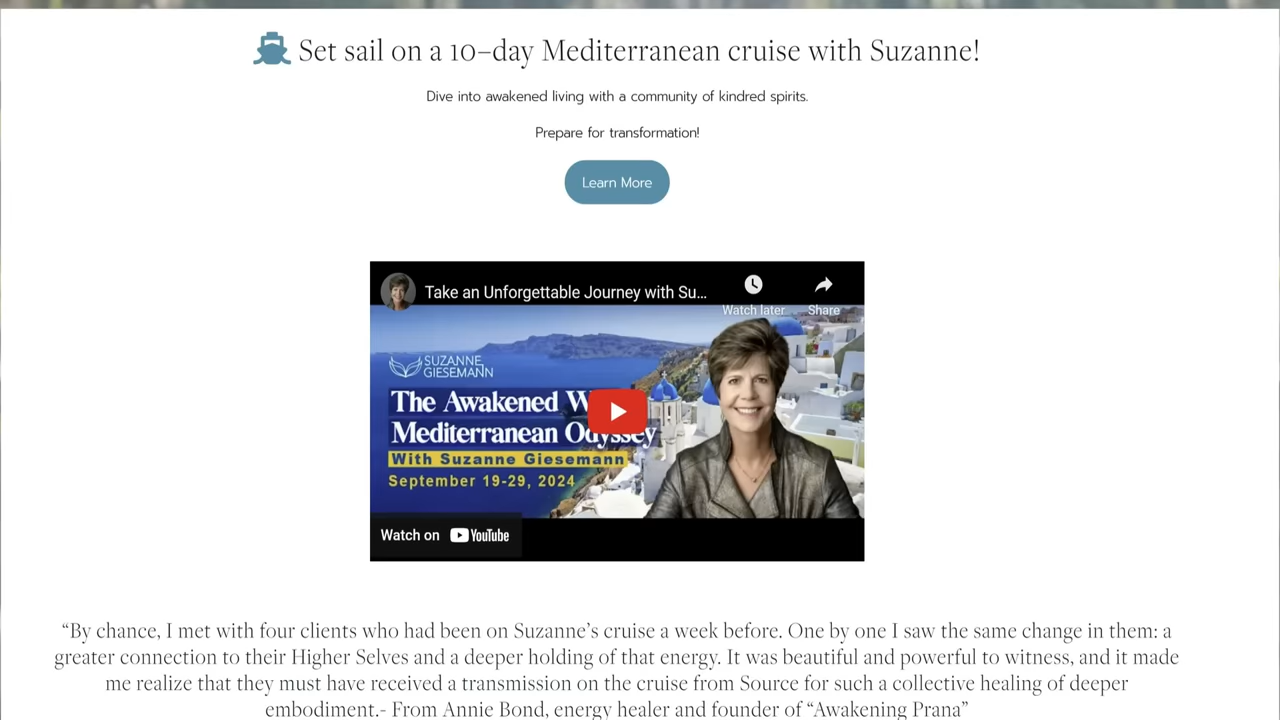 Set sail on a 10–day Mediterranean cruise with Suzanne!
Dive into awakened living with a community of kindred spirits.
Prepare for transformation!
Learn More
Take an Unforgettable Journey with Su...
Watch later
Share
SUZANNE
GIESEMANN
The Awakened
Mediterranean Odyssey
With Suzanne Giesemann
September 19-29, 2024
Watch on YouTube
“By chance, I met with four clients who had been on Suzanne’s cruise a week before. One by one I saw the same change in them: a
greater connection to their Higher Selves and a deeper holding of that energy. It was beautiful and powerful to witness, and it made
me realize that they must have received a transmission on the cruise from Source for such a collective healing of deeper
embodiment.- From Annie Bond, energy healer and founder of “Awakening Prana”